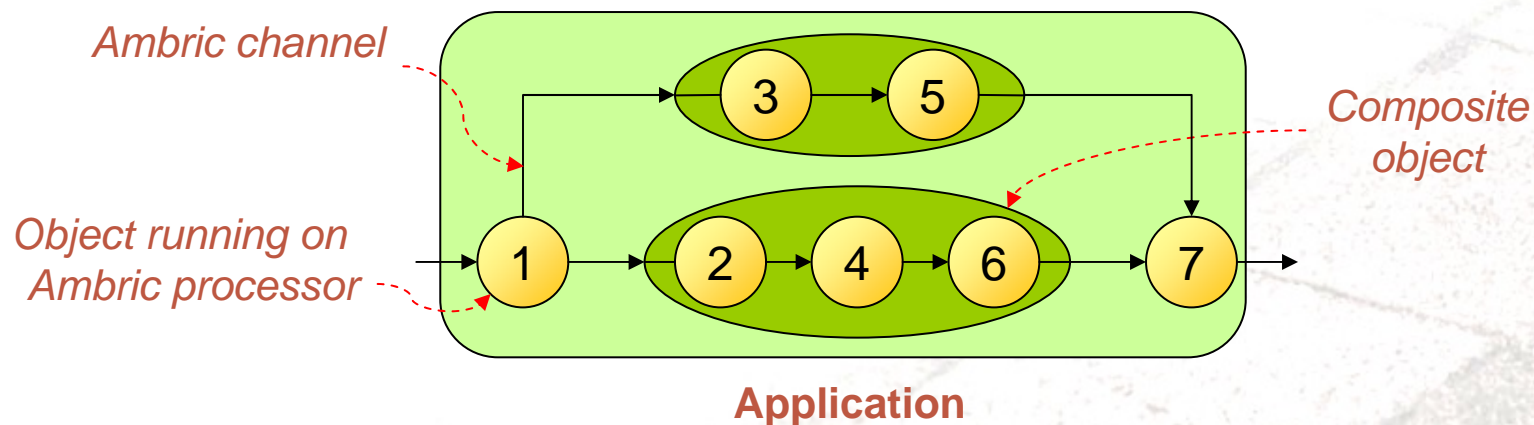 Ambric channel
3
5
Composite
object
Object running on
Ambric processor
1
2
4
6
7
Application